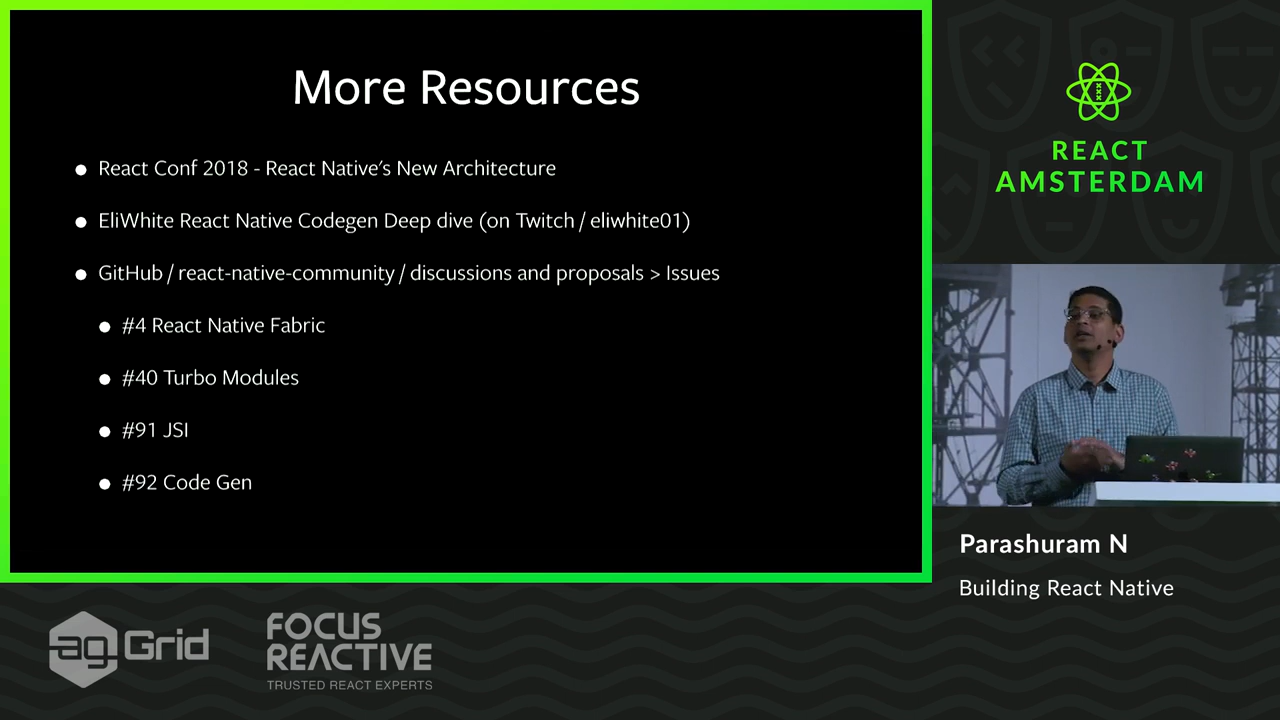 More Resources
React Conf 2018 - React Native's New Architecture
EliWhite React Native Codegen Deep dive (on Twitch / eliwhite01)
GitHub / react-native-community / discussions and proposals > Issues
#4 React Native Fabric
#40 Turbo Modules
#91 JSI
#92 Code Gen
REACT
AMSTERDAM
Parashuram N
Building React Native
ag Grid
FOCUS
REACTIVE
TRUSTED REACT EXPERTS